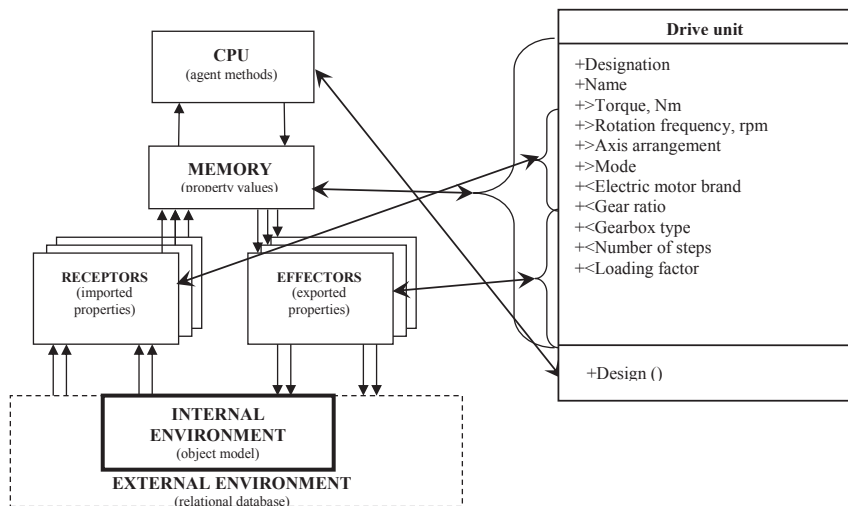 CPU
(agent methods)
MEMORY
(property values)
RECEPTORS
(imported
properties)
EFFECTORS
(exported
properties)
INTERNAL
ENVIRONMENT
(object model)
EXTERNAL ENVIRONMENT
(relational database)
Drive unit
+Designation
+Name
+>Torque, Nm
+>Rotation frequency, rpm
+>Axis arrangement
+>Mode
+<Electric motor brand
+<Gear ratio
+<Gearbox type
+<Number of steps
+<Loading factor
+Design ()